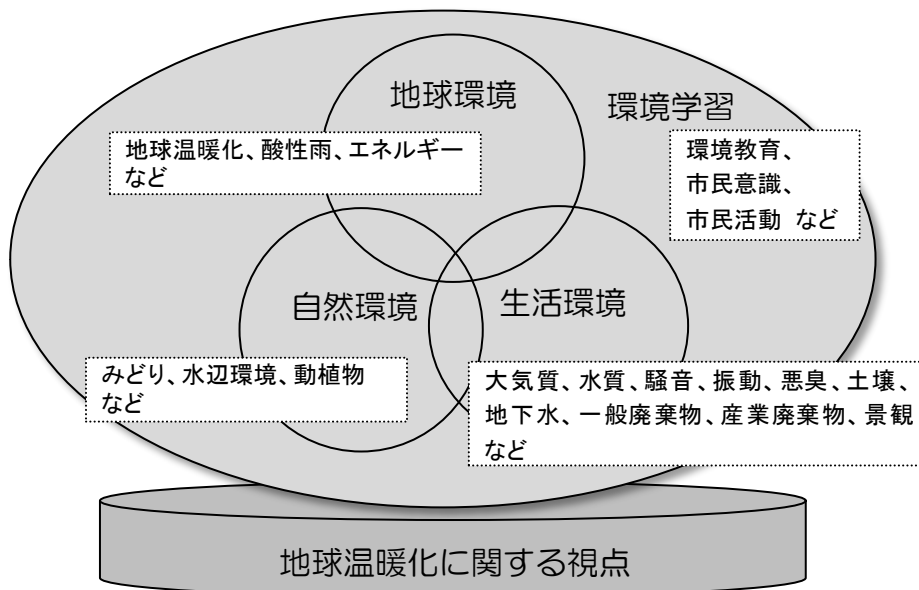 地球環境
環境学習
地球温暖化、酸性雨、エネルギー
など
環境教育、
市民意識、
市民活動 など
自然環境
生活環境
みどり、水辺環境、動植物
など
大気質、水質、騒音、振動、悪臭、土壌、
地下水、一般廃棄物、産業廃棄物、景観
など
地球温暖化に関する視点